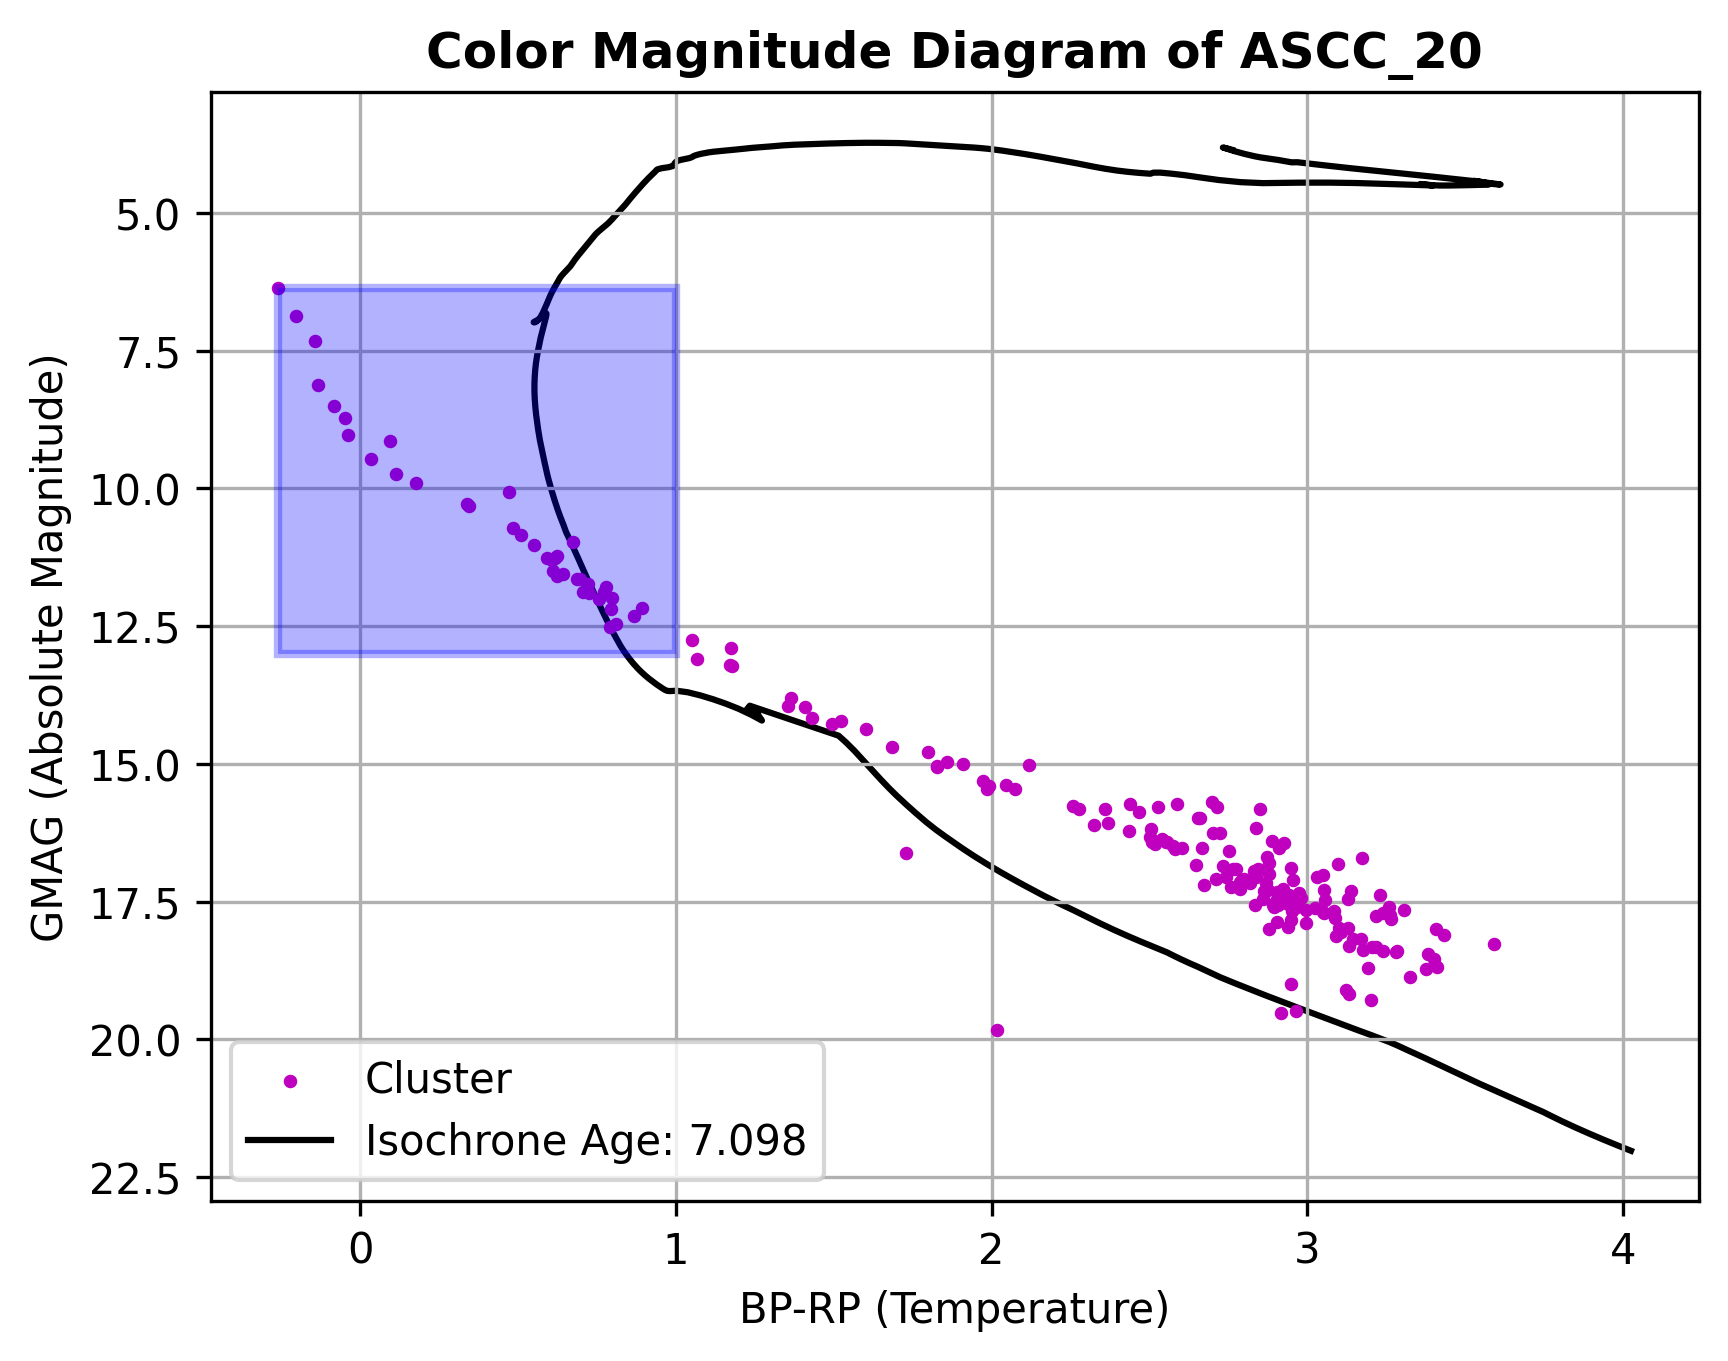 Color Magnitude Diagram of ASCC_20
GMAG (Absolute Magnitude)
5.0
7.5
10.0
12.5
15.0
17.5
20.0
22.5
Cluster
Isochrone Age: 7.098
0 1 2 3 4
BP-RP (Temperature)